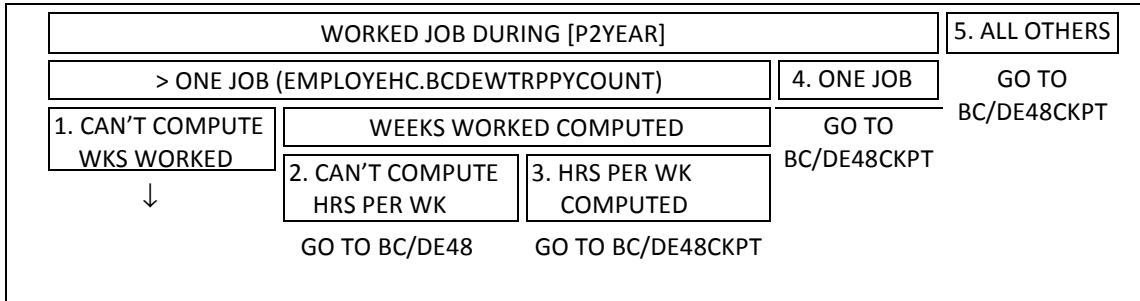 WORKED JOB DURING [P2YEAR]
5. ALL OTHERS
> ONE JOB (EMPLOYEHC.BCDEWTRPPYCOUNT)
4. ONE JOB
GO TO
BC/DE48CKPT
1. CAN'T COMPUTE
WKS WORKED
↓
WEEKS WORKED COMPUTED
GO TO
BC/DE48CKPT
2. CAN'T COMPUTE
HRS PER WK
3. HRS PER WK
COMPUTED
GO TO BC/DE48
GO TO BC/DE48CKPT